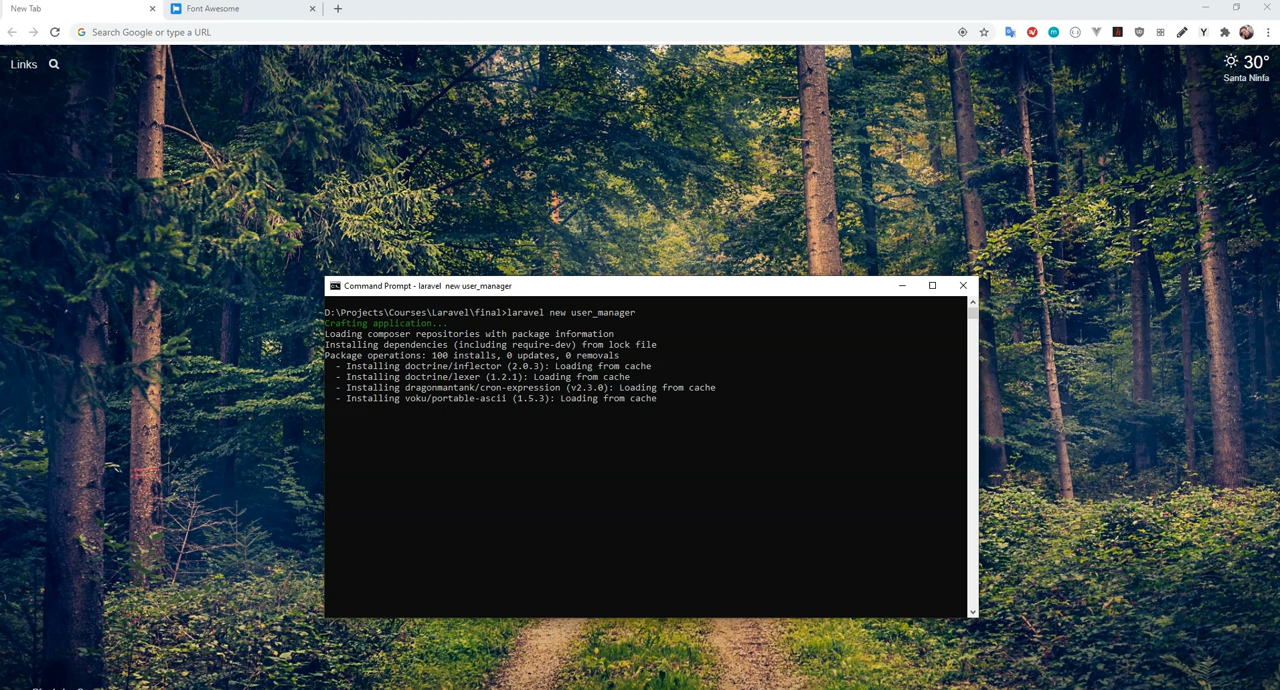 New Tab
Font Awesome
Search Google or type a URL
Links
30°
Santa Ninfa
Command Prompt - laravel  new user_manager
D:\Projects\Courses\Laravel\final>laravel new user_manager
Crafting application...
Loading composer repositories with package information
Installing dependencies (including require-dev) from lock file
Package operations: 100 installs, 0 updates, 0 removals
  - Installing doctrine/inflector (2.0.3): Loading from cache
  - Installing doctrine/lexer (1.2.1): Loading from cache
  - Installing dragonmantank/cron-expression (v2.3.0): Loading from cache
  - Installing voku/portable-ascii (1.5.3): Loading from cache